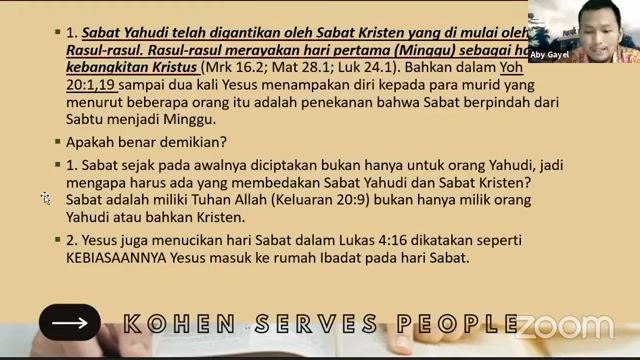 1. Sabat Yahudi telah digantikan oleh Sabat Kristen yang di mulai oleh
Rasul-rasul. Rasul-rasul merayakan hari pertama (Minggu) sebagai
kebangkitan Kristus (Mrk 16.2; Mat 28.1; Luk 24.1). Bahkan dalam Yoh
20:1,19 sampai dua kali Yesus menampakan diri kepada para murid yang
menurut beberapa orang itu adalah penekanan bahwa Sabat berpindah dari
Sabtu menjadi Minggu.
Apakah benar demikian?
1. Sabat sejak pada awalnya diciptakan bukan hanya untuk orang Yahudi, jadi
mengapa harus ada yang membedakan Sabat Yahudi dan Sabat Kristen?
Sabat adalah miliki Tuhan Allah (Keluaran 20:9) bukan hanya milik orang
Yahudi atau bahkan Kristen.
2. Yesus juga menucikan hari Sabat dalam Lukas 4:16 dikatakan seperti
KEBIASAANNYA Yesus masuk ke rumah Ibadat pada hari Sabat.
KOHEN SERVES PEOPLE
zoom
Aby Gayel